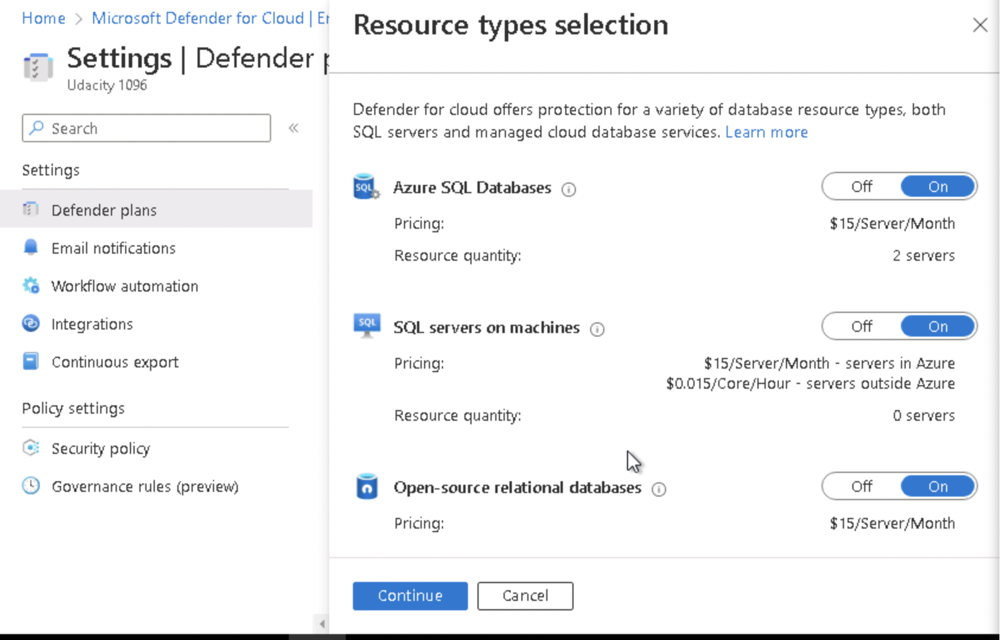 Home > Microsoft Defender for Cloud |
Settings | Defender
Udacity 1096
Search
«
Settings
Defender plans
Email notifications
Workflow automation
Integrations
Continuous export
Policy settings
Security policy
Governance rules (preview)
Resource types selection
Defender for cloud offers protection for a variety of database resource types, both
SQL servers and managed cloud database services. Learn more
SQL
Azure SQL Databases
Off On
Pricing: $15/Server/Month
Resource quantity: 2 servers
SQL
SQL servers on machines
Off On
Pricing: $15/Server/Month - servers in Azure
$0.015/Core/Hour - servers outside Azure
Resource quantity: 0 servers
Open-source relational databases
Off On
Pricing: $15/Server/Month
Continue
Cancel